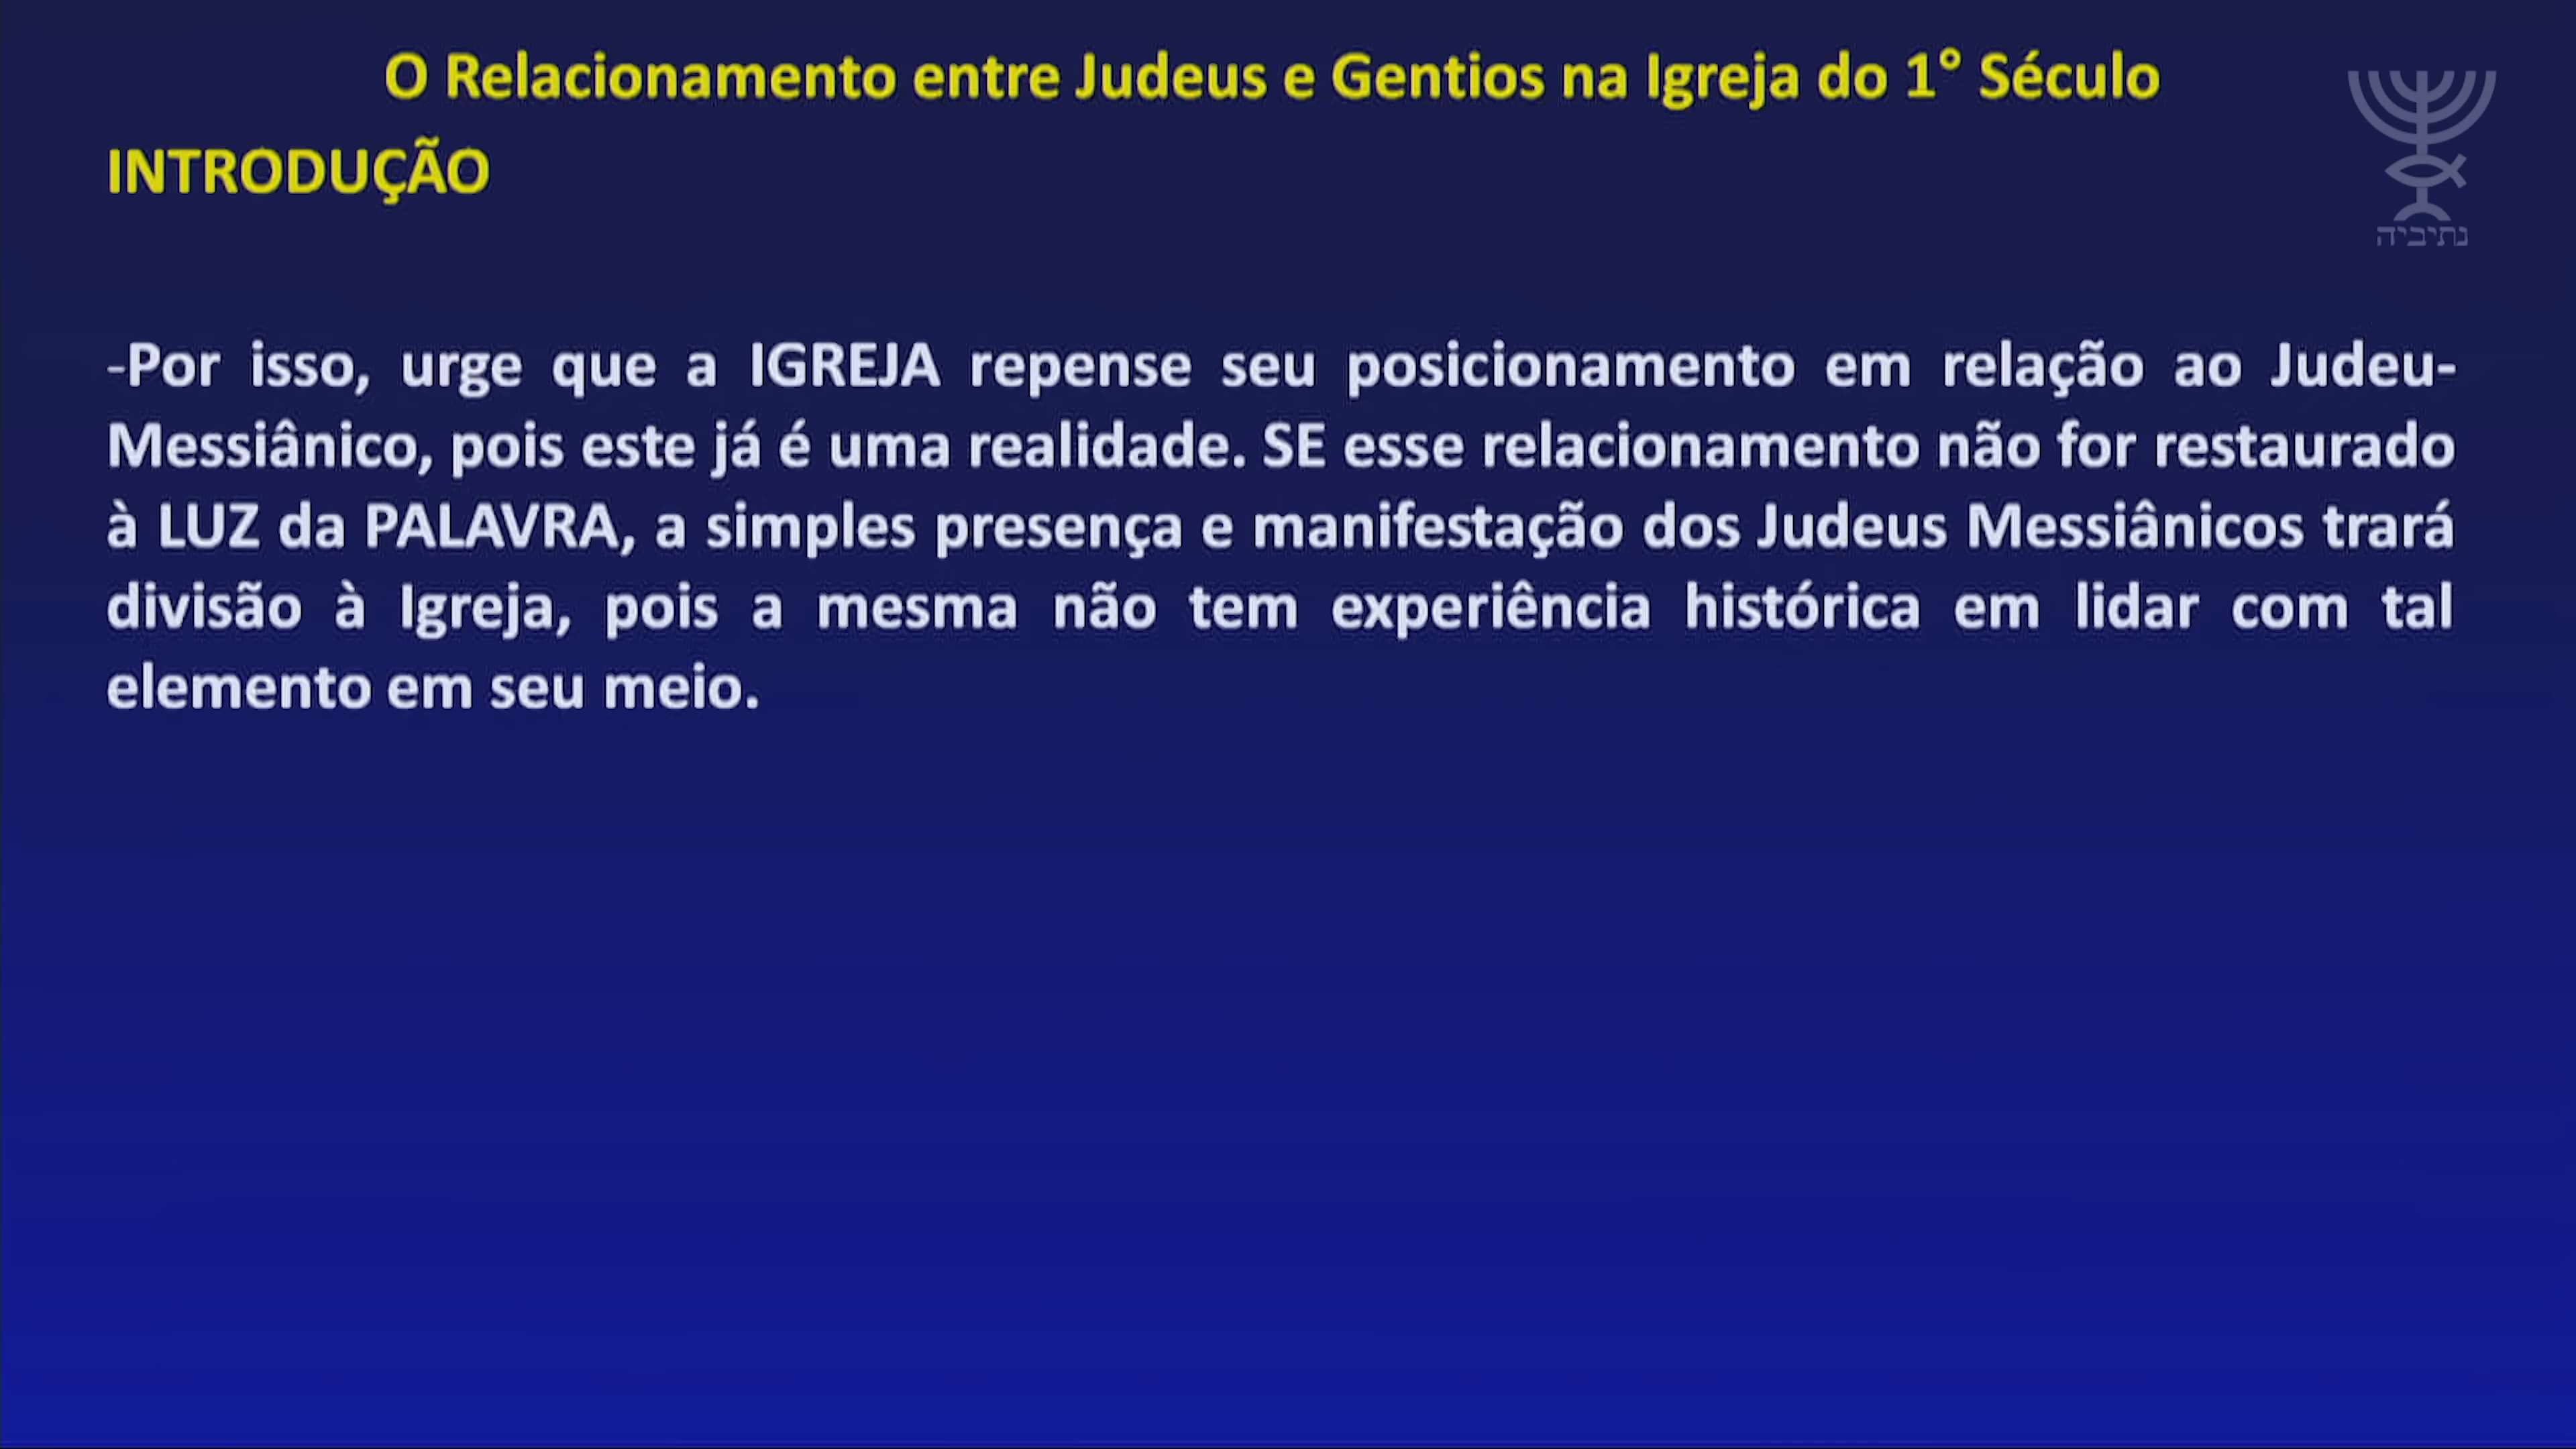 O Relacionamento entre Judeus e Gentios na Igreja do 1° Século
INTRODUÇÃO
נתיביה
-Por isso, urge que a IGREJA repense seu posicionamento em relação ao Judeu-
Messiânico, pois este já é uma realidade. SE esse relacionamento não for restaurado
à LUZ da PALAVRA, a simples presença e manifestação dos Judeus Messiânicos trará
divisão à Igreja, pois a mesma não tem experiência histórica em lidar com tal
elemento em seu meio.